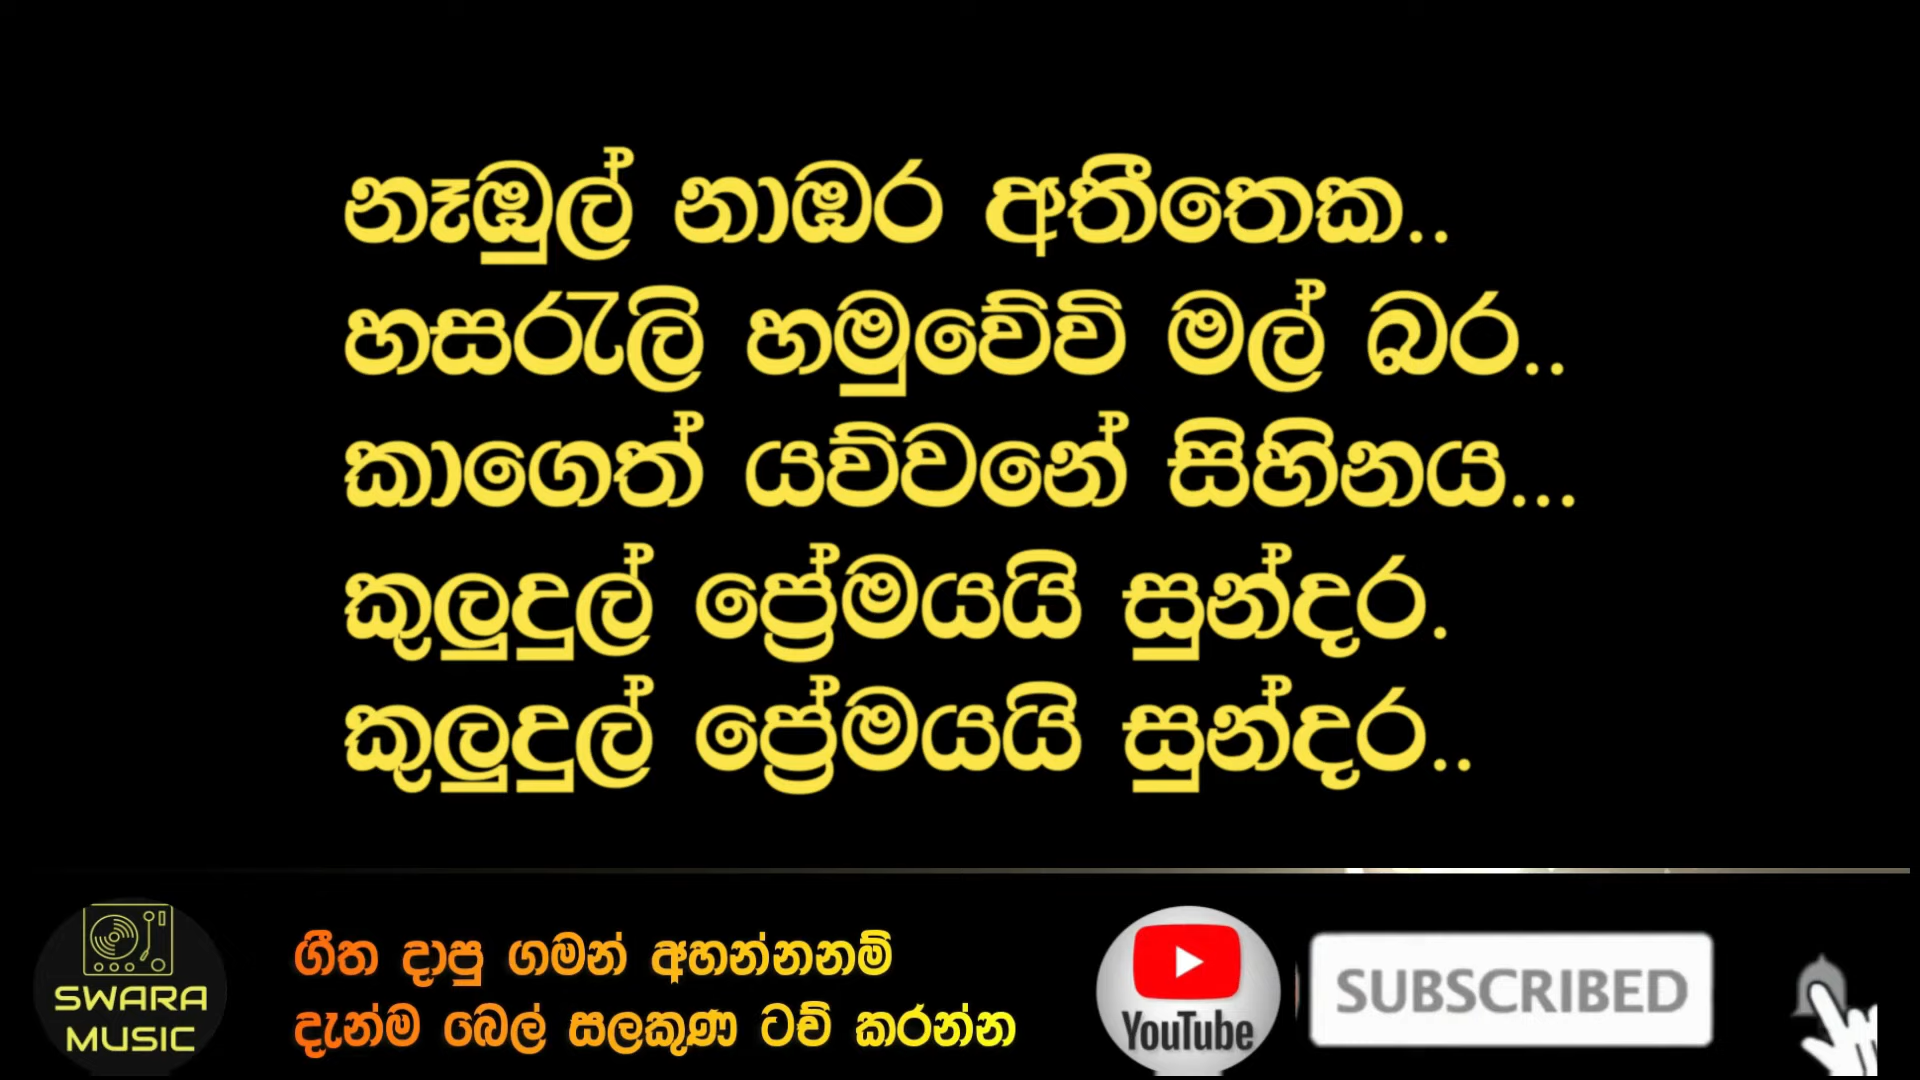 නෑඹුල් නාඹර අතීතෙක..
හසරැලි හමුවේවි මල් බර..
කාගෙත් යව්වනේ සිහිනය...
කුලුදුල් ප්‍රේමයයි සුන්දර.
කුලුදුල් ප්‍රේමයයි සුන්දර..
SWARA
MUSIC
ගීත දාපු ගමන් අහන්නනම්
දැන්ම බෙල් සලකුණ ටච් කරන්න
YouTube
SUBSCRIBED